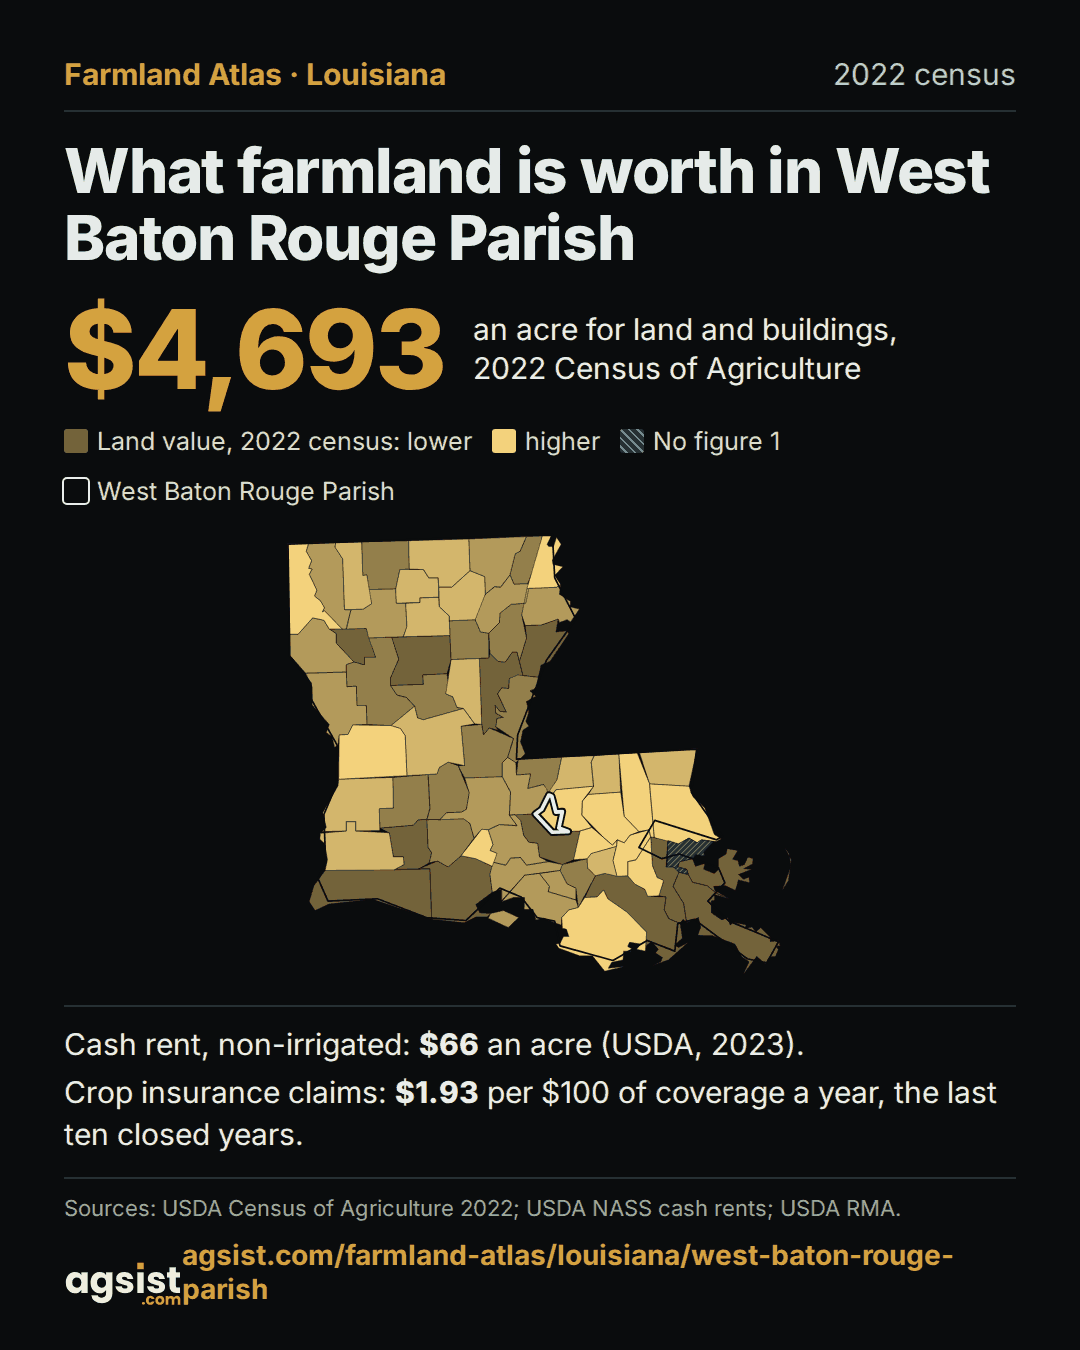 Farmland Atlas · Louisiana
2022 census
What farmland is worth in West
Baton Rouge Parish
$4,693
an acre for land and buildings,
2022 Census of Agriculture
Land value, 2022 census: lower
higher
No figure 1
West Baton Rouge Parish
Cash rent, non-irrigated: $66 an acre (USDA, 2023).
Crop insurance claims: $1.93 per $100 of coverage a year, the last
ten closed years.
Sources: USDA Census of Agriculture 2022; USDA NASS cash rents; USDA RMA.
agsist
.com
agsist.com/farmland-atlas/louisiana/west-baton-rouge-
parish